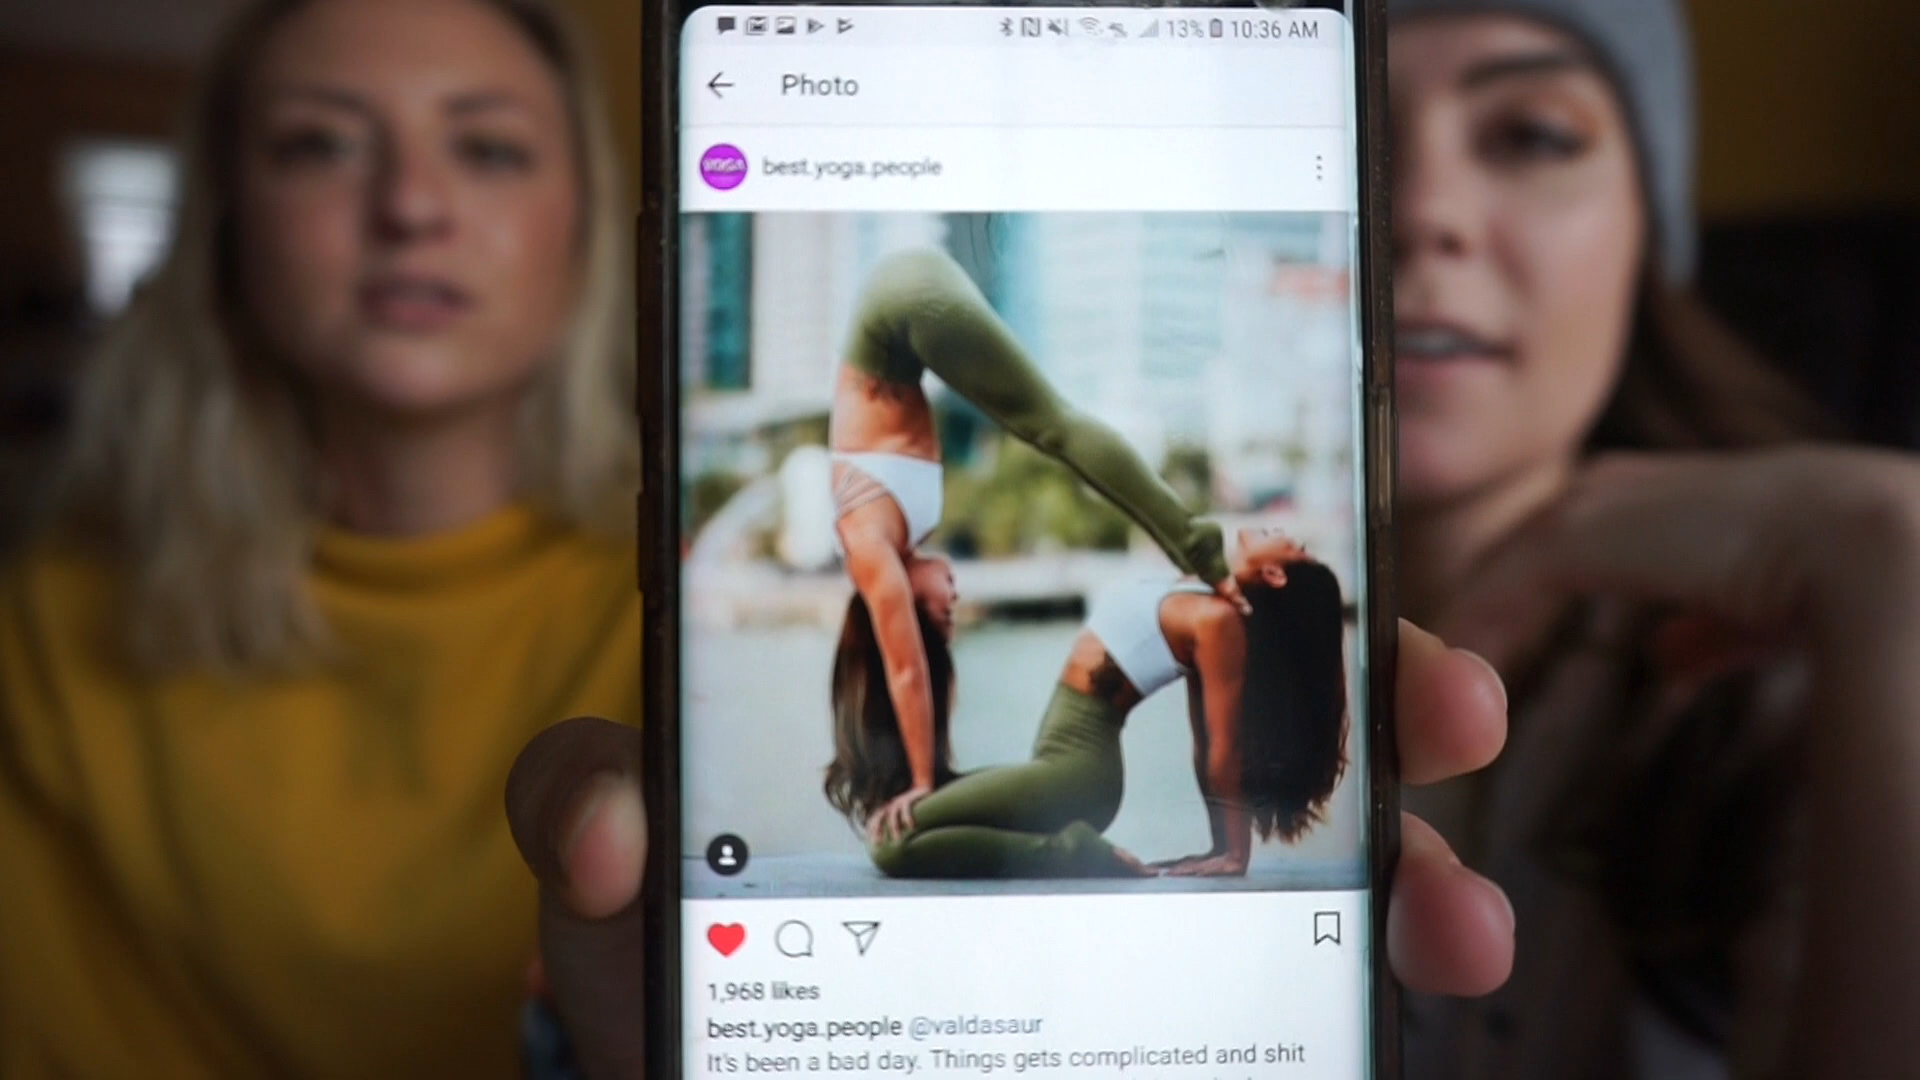 13% 10:36 AM
Photo
YOGA
best.yoga.people
1,968 likes
best.yoga.people @valdasaur
It's been a bad day. Things gets complicated and shit